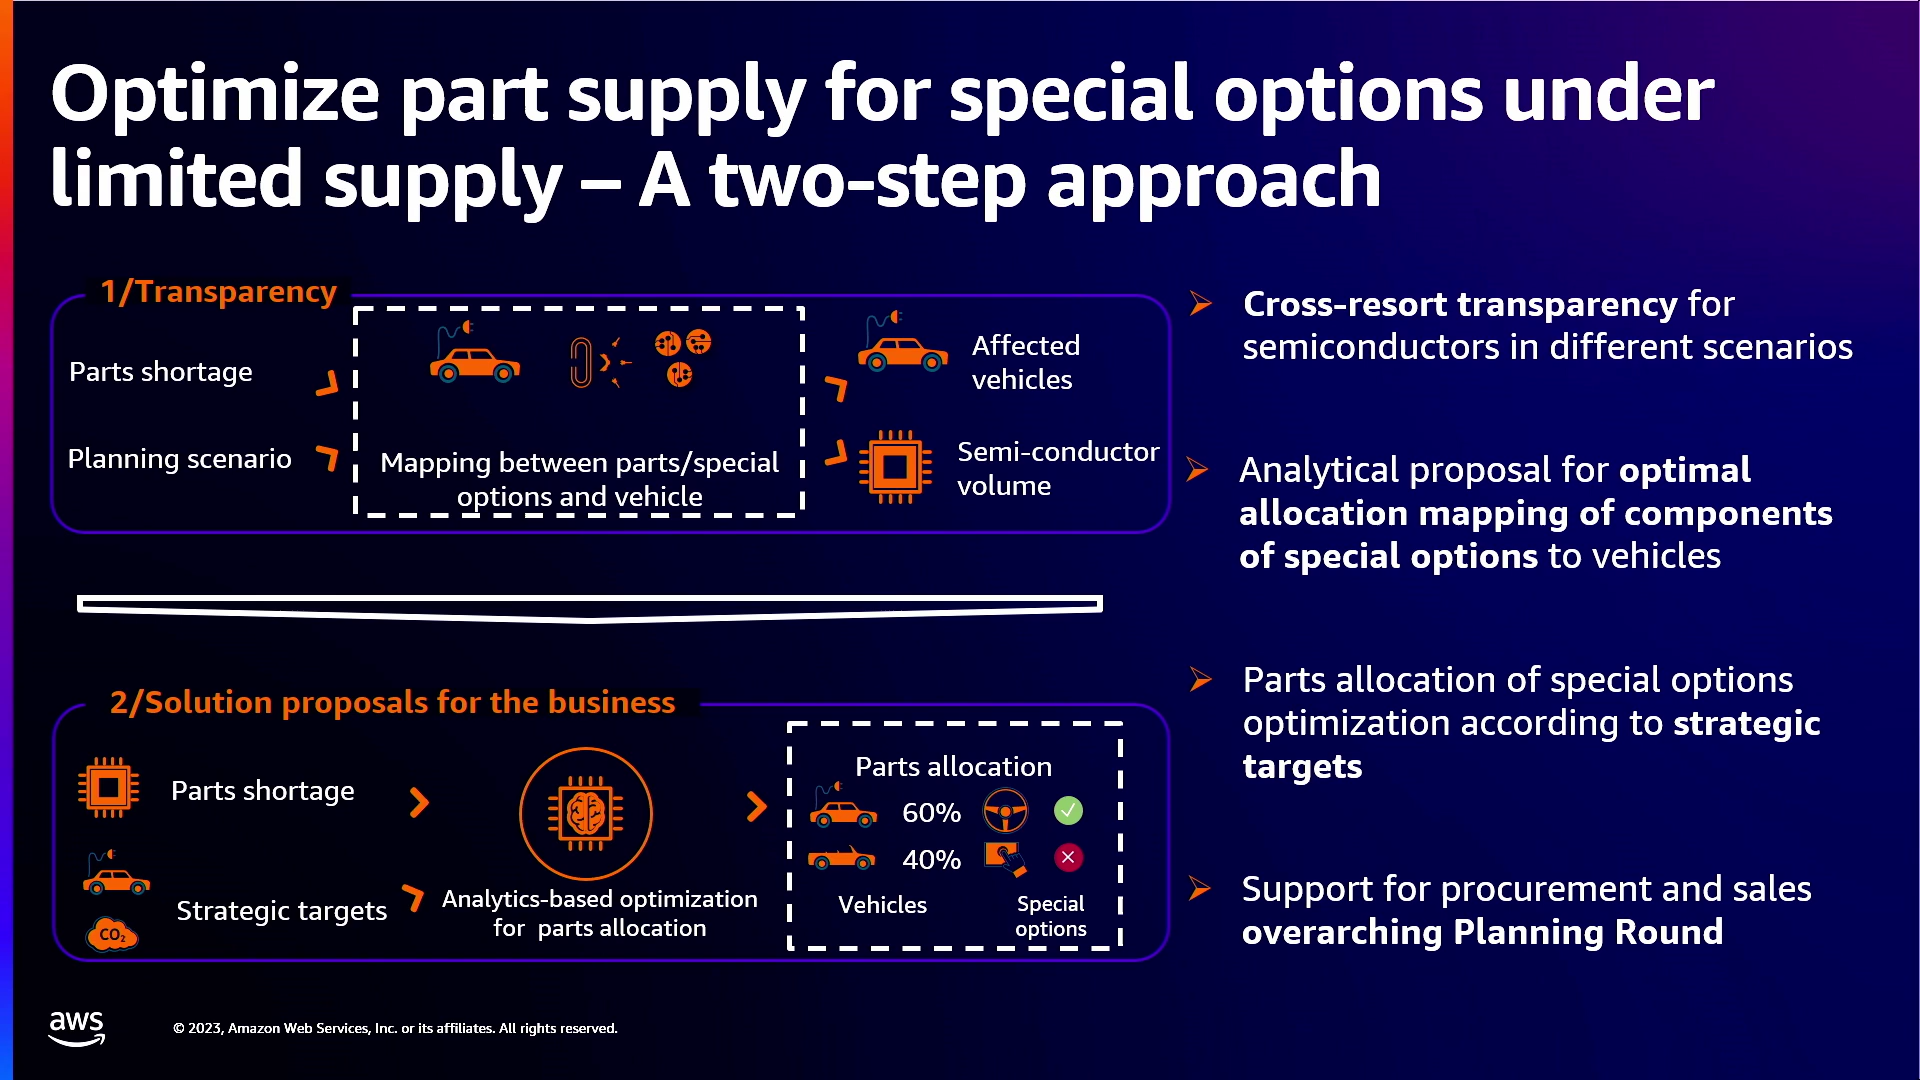 Optimize part supply for special options under
limited supply – A two-step approach
1/Transparency
Parts shortage
Planning scenario
Mapping between parts/special
options and vehicle
Affected
vehicles
Semi-conductor
volume
2/Solution proposals for the business
Parts shortage
CO₂
Strategic targets
Analytics-based optimization
for parts allocation
Parts allocation
60%
40%
Vehicles
Special
options
Cross-resort transparency for
semiconductors in different scenarios
Analytical proposal for optimal
allocation mapping of components
of special options to vehicles
Parts allocation of special options
optimization according to strategic
targets
Support for procurement and sales
overarching Planning Round
aws
© 2023, Amazon Web Services, Inc. or its affiliates. All rights reserved.